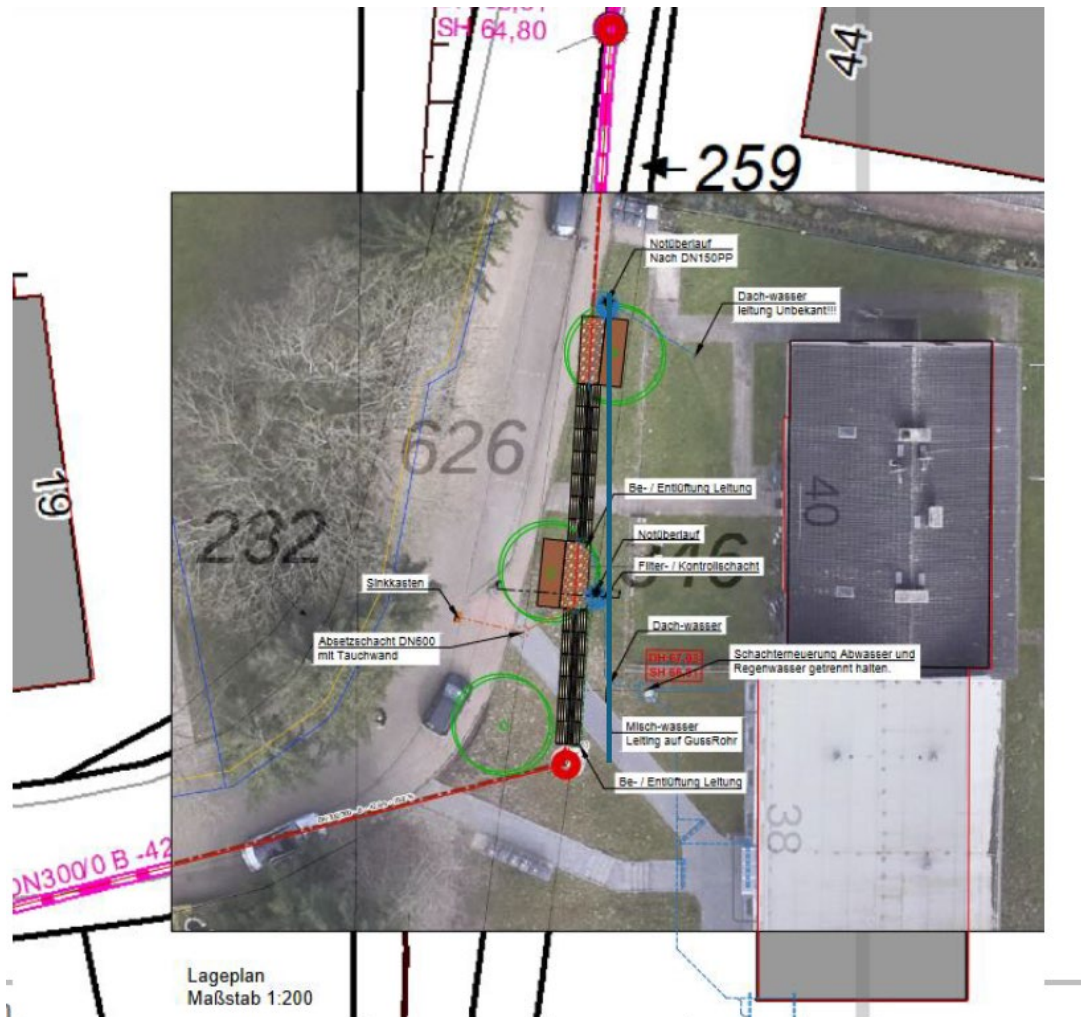 SH 64,80
44
259
Notüberlauf
Nach DN150PP
Dach-wasser
leitung Unbekant!!!
626
40
19
232
Be- / Entlüftung Leitung
Notüberlauf
346
Filter- / Kontrollschacht
Sinkkasten
Absetzschacht DN600
mit Tauchwand
Dach-wasser
Schachterneuerung Abwasser und
Regenwasser getrennt halten.
Misch-wasser
Leiting auf GussRohr
Be- / Entlüftung Leitung
38
DN300/0 B -42
Lageplan
Maßstab 1:200